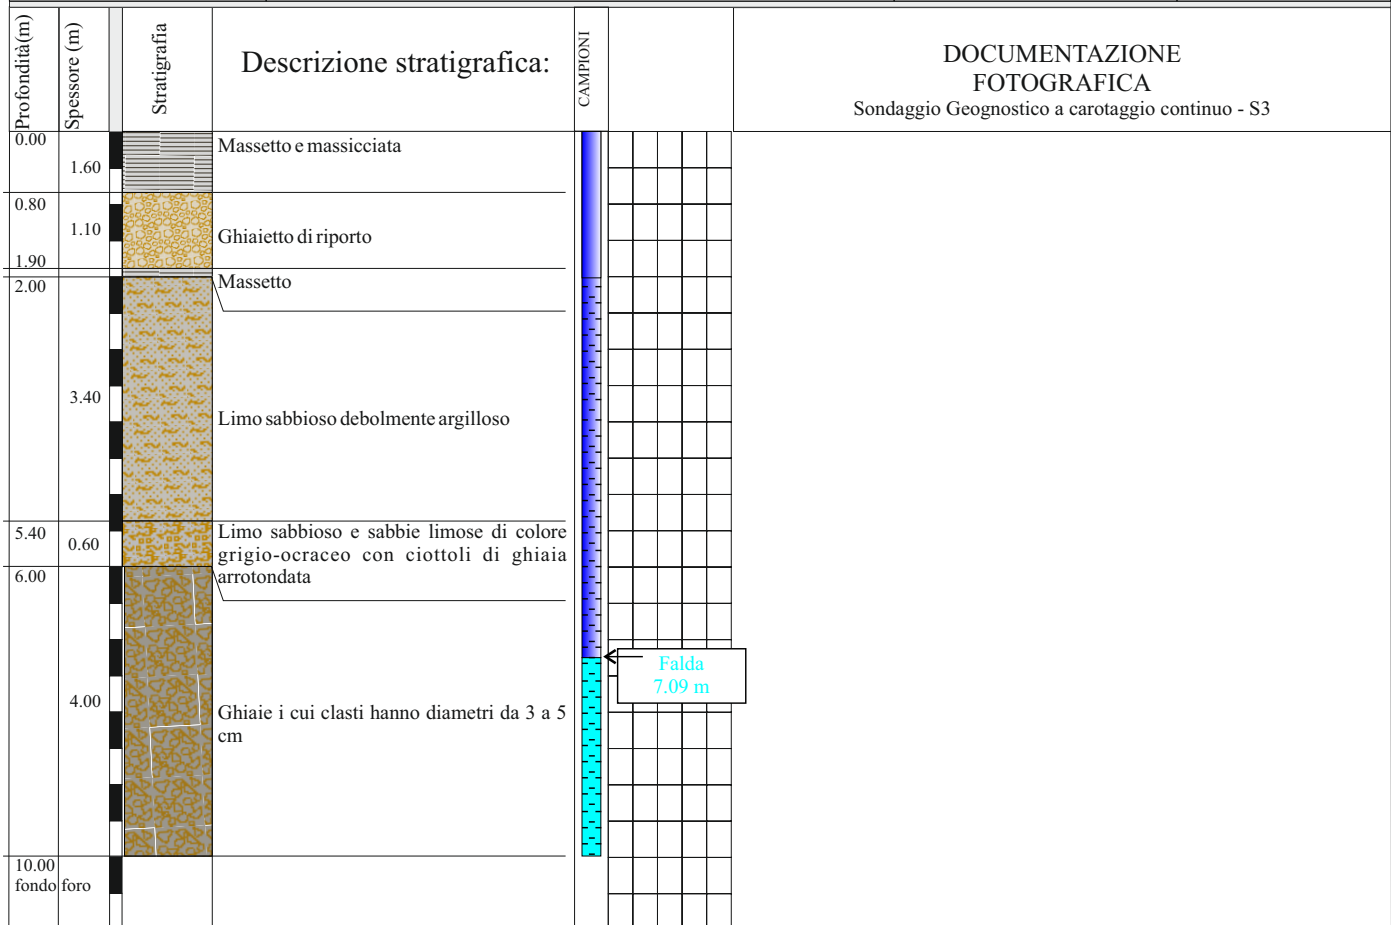 Profondità(m)
Spessore (m)
Stratigrafia
Descrizione stratigrafica:
CAMPIONI
DOCUMENTAZIONE
FOTOGRAFICA
Sondaggio Geognostico a carotaggio continuo - S3
0.00
1.60
Massetto e massicciata
0.80
1.10
Ghiaietto di riporto
1.90
Massetto
2.00
3.40
Limo sabbioso debolmente argilloso
5.40
0.60
Limo sabbioso e sabbie limose di colore
grigio-ocraceo con ciottoli di ghiaia
arrotondata
6.00
Falda
7.09 m
4.00
Ghiaie i cui clasti hanno diametri da 3 a 5
cm
10.00
fondo foro